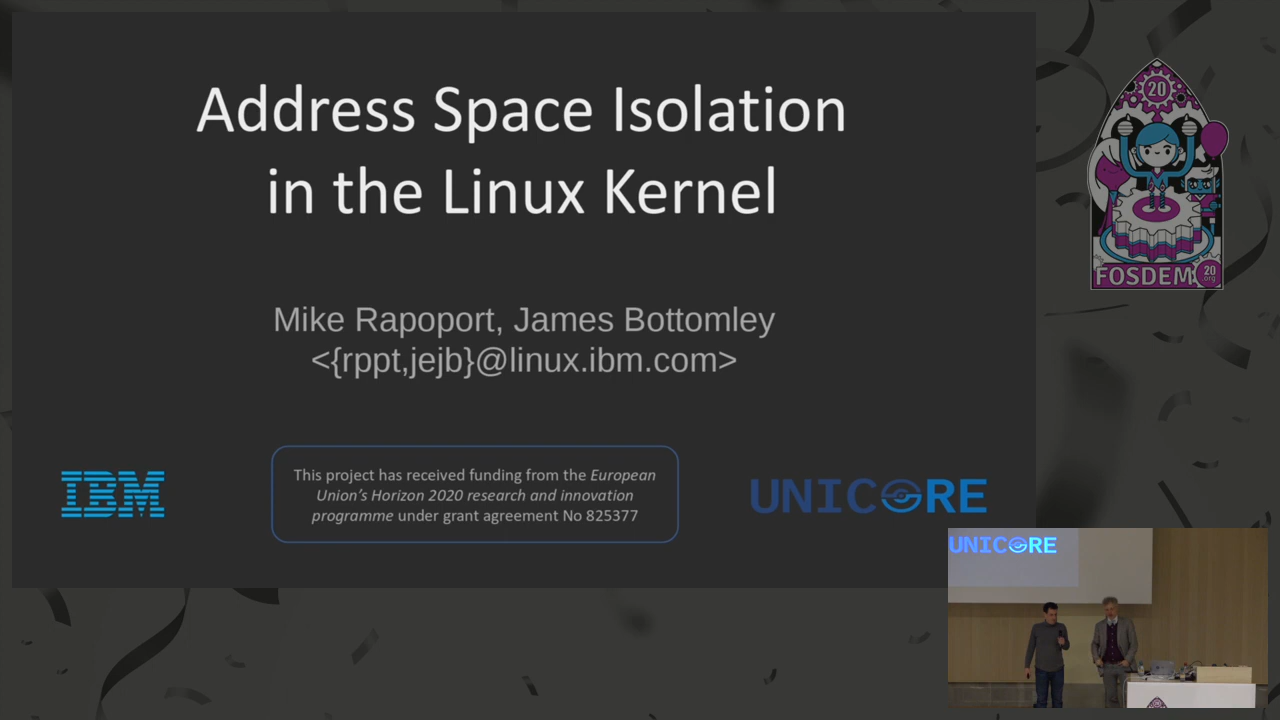 Address Space Isolation
in the Linux Kernel
Mike Rapoport, James Bottomley
<{rppt,jejb}@linux.ibm.com>
IBM
This project has received funding from the European
Union's Horizon 2020 research and innovation
programme under grant agreement No 825377
UNICORE
20
FOSDEM
20
.org
UNICORE